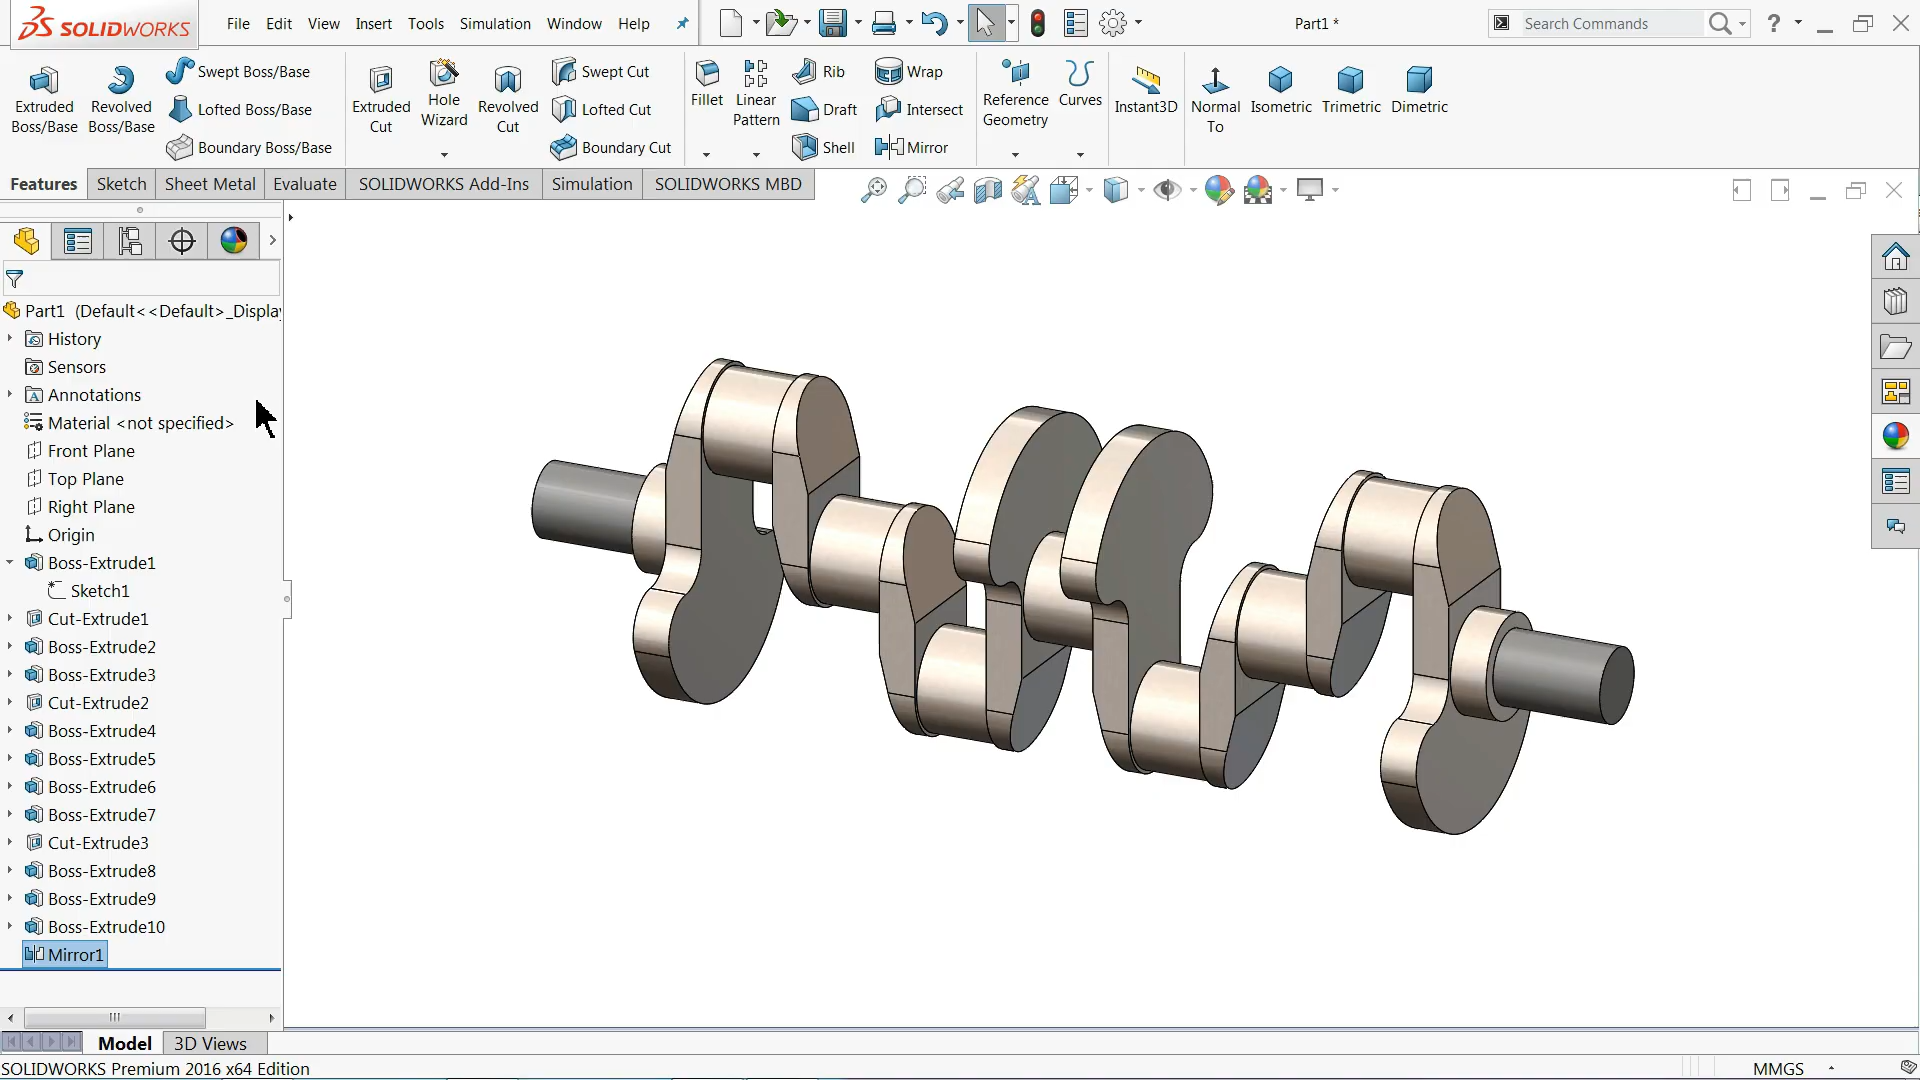 SOLIDWORKS File Edit View Insert Tools Simulation Window Help Part1 * Search Commands ?
Extruded Boss/Base
Revolved Boss/Base
Swept Boss/Base
Lofted Boss/Base
Boundary Boss/Base
Extruded Cut
Hole Wizard
Revolved Cut
Swept Cut
Lofted Cut
Boundary Cut
Fillet
Linear Pattern
Rib
Draft
Shell
Wrap
Intersect
Mirror
Reference Geometry
Curves
Instant3D
Normal To
Isometric
Trimetric
Dimetric
Features Sketch Sheet Metal Evaluate SOLIDWORKS Add-Ins Simulation SOLIDWORKS MBD
Part1 (Default<<Default>_Displa
History
Sensors
Annotations
Material <not specified>
Front Plane
Top Plane
Right Plane
Origin
Boss-Extrude1
Sketch1
Cut-Extrude1
Boss-Extrude2
Boss-Extrude3
Cut-Extrude2
Boss-Extrude4
Boss-Extrude5
Boss-Extrude6
Boss-Extrude7
Cut-Extrude3
Boss-Extrude8
Boss-Extrude9
Boss-Extrude10
Mirror1
Model 3D Views
SOLIDWORKS Premium 2016 x64 Edition MMGS